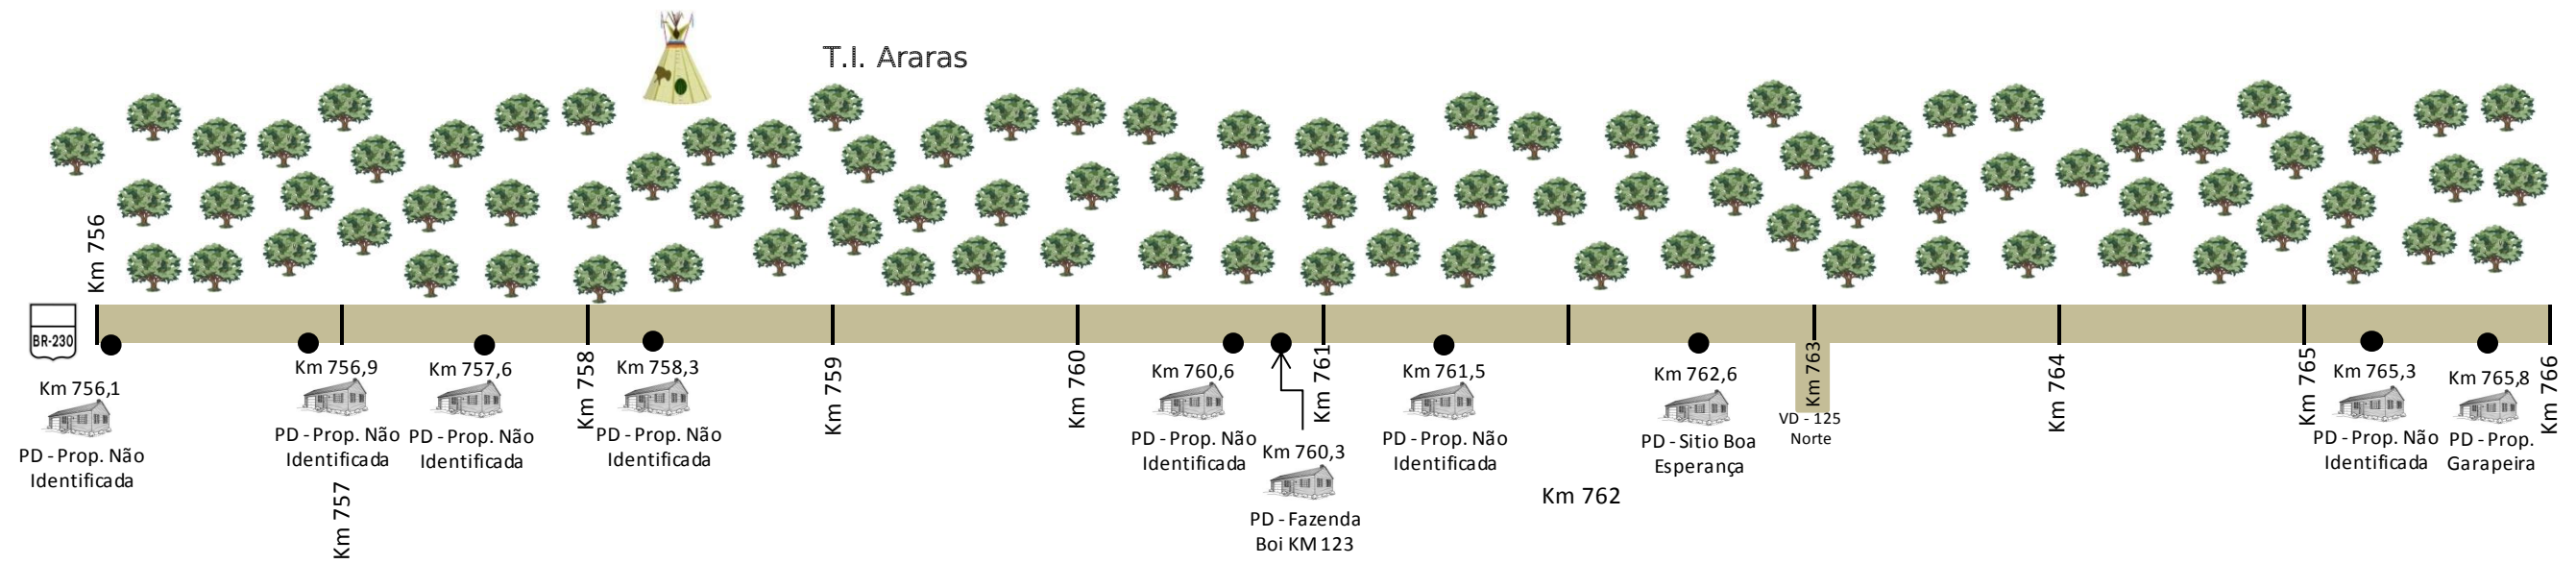 T.I. Araras
Km 756
BR-230
Km 756,1
PD - Prop. Não
Identificada
Km 756,9
PD - Prop. Não
Identificada
Km 757
Km 757,6
PD - Prop. Não
Identificada
Km 758
Km 758,3
PD - Prop. Não
Identificada
Km 759
Km 760
Km 760,6
PD - Prop. Não
Identificada
Km 760,3
PD - Fazenda
Boi KM 123
Km 761
Km 761,5
PD - Prop. Não
Identificada
Km 762
Km 762,6
PD - Sitio Boa
Esperança
Km 763
VD - 125
Norte
Km 764
Km 765
Km 765,3
PD - Prop. Não
Identificada
Km 765,8
PD - Prop.
Garapeira
Km 766